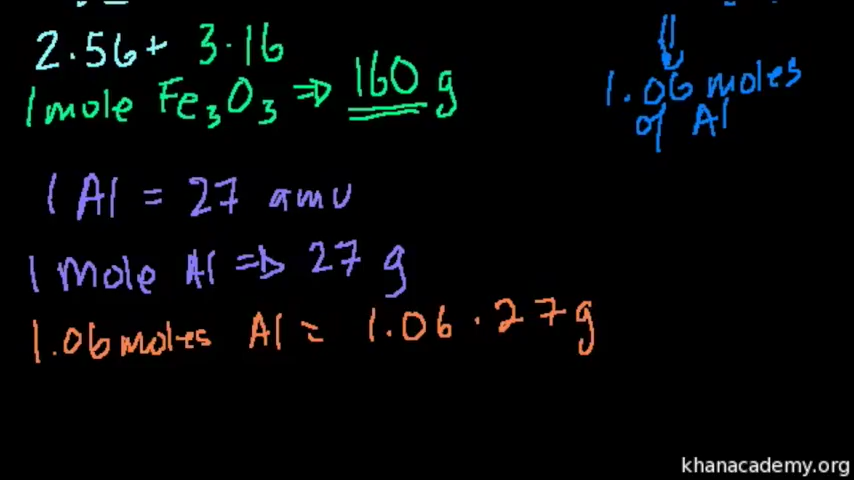 2.56 + 3.16
1 mole Fe₃O₃ ⇒ 160 g
1.06 moles
of Al
1 Al = 27 amu
1 mole Al ⇒ 27 g
1.06 moles Al = 1.06 · 27g
khanacademy.org